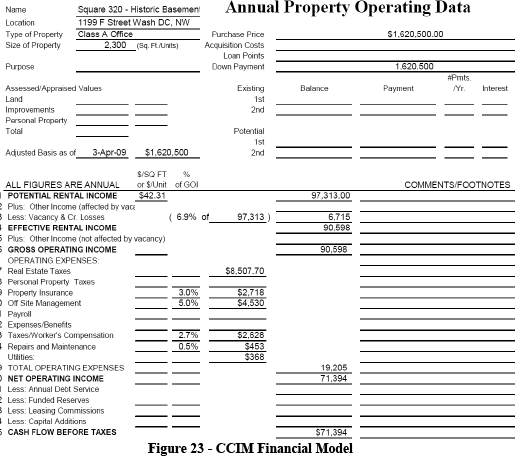 Annual Property Operating Data
Name Square 320 - Historic Basement
Location 1199 F Street Wash DC, NW
Type of Property Class A Office Purchase Price $1,620,500.00
Size of Property 2,300 (Sq. Ft./Units) Acquisition Costs
Loan Points
Purpose Down Payment 1.620.500
#Pmts.
Assessed/Appraised Values Existing Balance Payment /Yr. Interest
Land 1st
Improvements 2nd
Personal Property
Total Potential
1st
Adjusted Basis as of 3-Apr-09 $1,620,500 2nd
$/SQ FT %
ALL FIGURES ARE ANNUAL or $/Unit of GOI COMMENTS/FOOTNOTES
POTENTIAL RENTAL INCOME $42.31 97,313.00
2 Plus: Other Income (affected by vaca
3 Less: Vacancy & Cr. Losses ( 6.9% of 97,313 ) 6,715
4 EFFECTIVE RENTAL INCOME 90,598
5 Plus: Other Income (not affected by vacancy)
6 GROSS OPERATING INCOME 90,598
OPERATING EXPENSES:
7 Real Estate Taxes $8,507.70
8 Personal Property Taxes
9 Property Insurance 3.0% $2,718
0 Off Site Management 5.0% $4,530
1 Payroll
2 Expenses/Benefits
3 Taxes/Worker's Compensation 2.7% $2,628
4 Repairs and Maintenance 0.5% $453
Utilities: $368
9 TOTAL OPERATING EXPENSES 19,205
0 NET OPERATING INCOME 71,394
1 Less: Annual Debt Service
2 Less: Funded Reserves
3 Less: Leasing Commissions
4 Less: Capital Additions
5 CASH FLOW BEFORE TAXES $71,394
Figure 23 - CCIM Financial Model